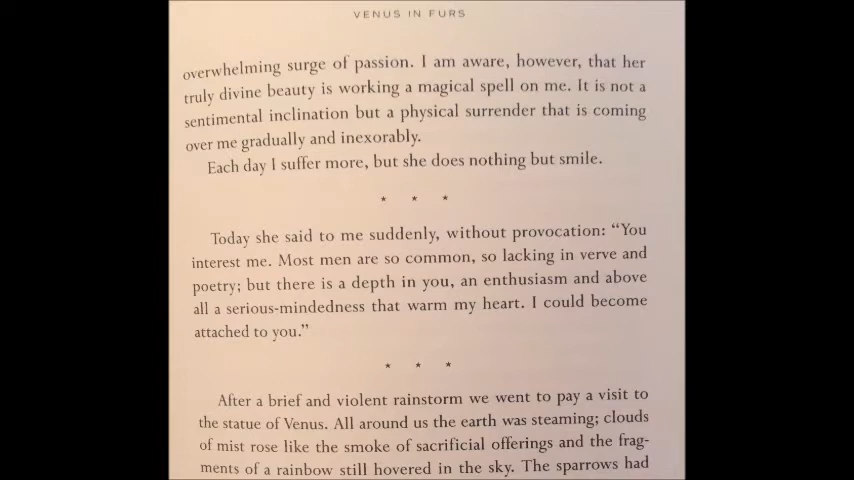 VENUS IN FURS
overwhelming surge of passion. I am aware, however, that her
truly divine beauty is working a magical spell on me. It is not a
sentimental inclination but a physical surrender that is coming
over me gradually and inexorably.
Each day I suffer more, but she does nothing but smile.
* * *
Today she said to me suddenly, without provocation: “You
interest me. Most men are so common, so lacking in verve and
poetry; but there is a depth in you, an enthusiasm and above
all a serious-mindedness that warm my heart. I could become
attached to you.”
* * *
After a brief and violent rainstorm we went to pay a visit to
the statue of Venus. All around us the earth was steaming; clouds
of mist rose like the smoke of sacrificial offerings and the frag-
ments of a rainbow still hovered in the sky. The sparrows had